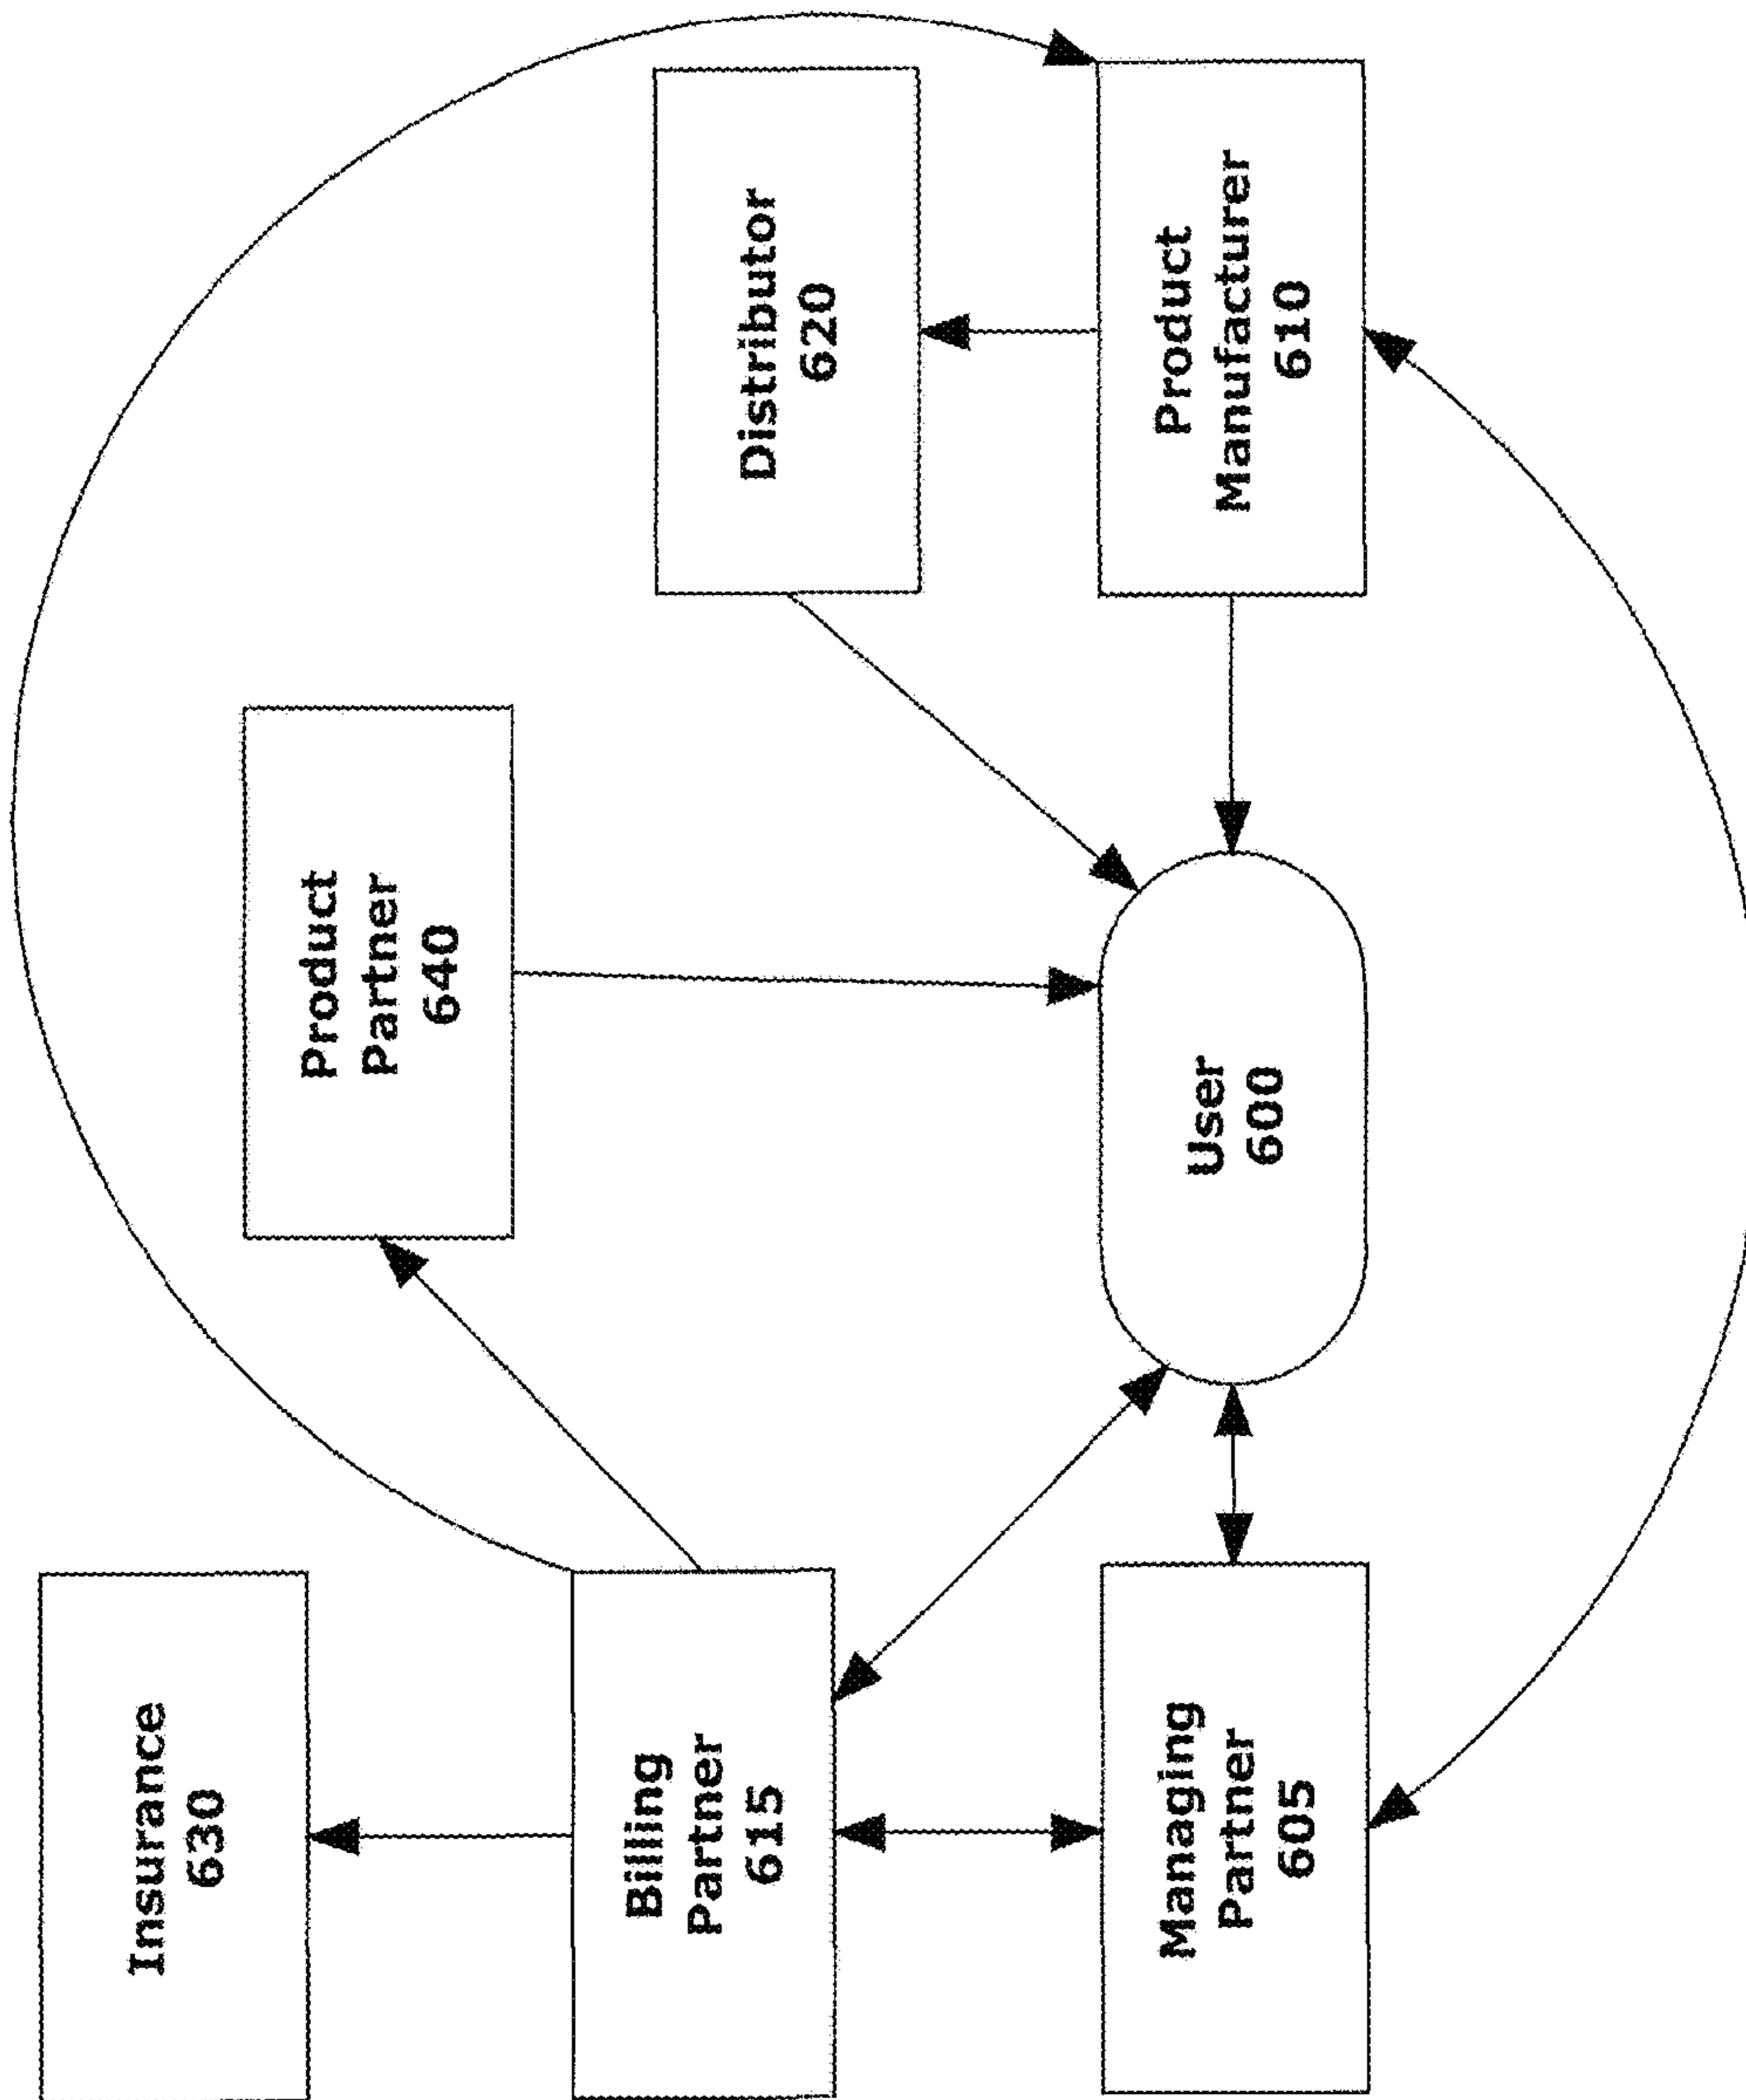 Insurance
630
Billing
Partner
615
Managing
Partner
605
Product
Partner
640
User
600
Distributor
620
Product
Manufacturer
610